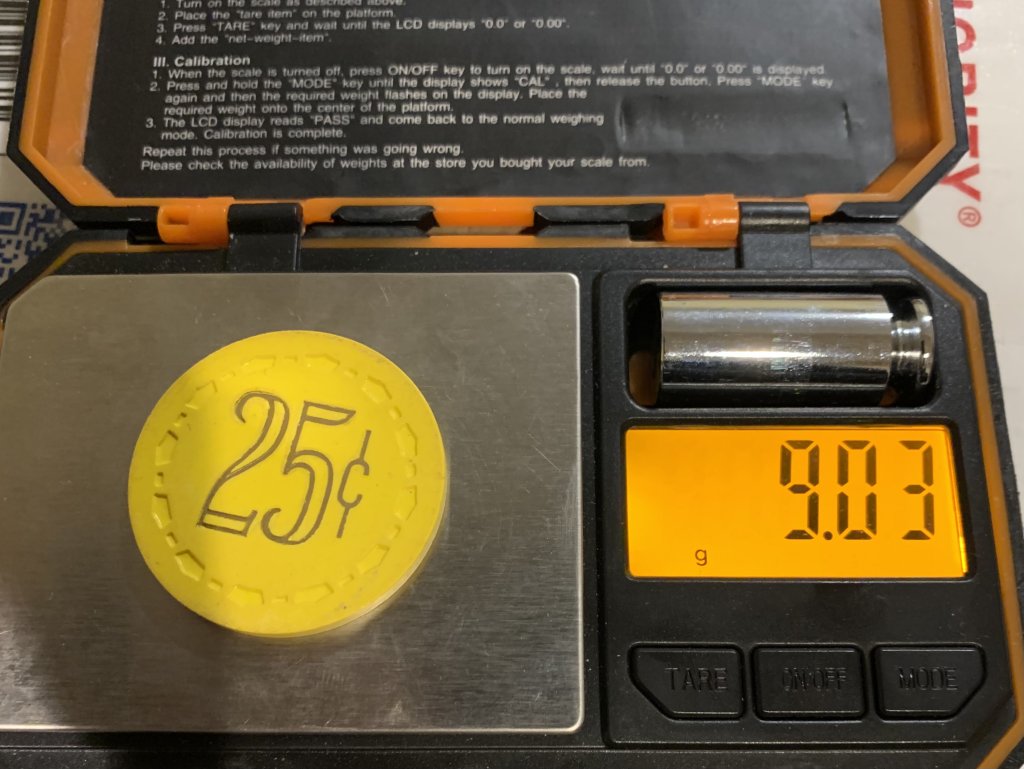 1. Turn on the scale as described above.
2. Place the "tare item" on the platform.
3. Press "TARE" key and wait until the LCD displays "0.0" or "0.00".
4. Add the "net-weight-item".
III. Calibration
1. When the scale is turned off, press ON/OFF key to turn on the scale, wait until "0.0" or "0.00" is displayed.
2. Press and hold the "MODE" key until the display shows "CAL" , then release the button. Press "MODE" key
again and then the required weight flashes on the display. Place the
required weight onto the center of the platform.
3. The LCD display reads "PASS" and come back to the normal weighing
mode. Calibration is complete.
Repeat this process if something was going wrong.
Please check the availability of weights at the store you bought your scale from.
RITY®
25¢
9.03
g
TARE
ON/OFF
MODE